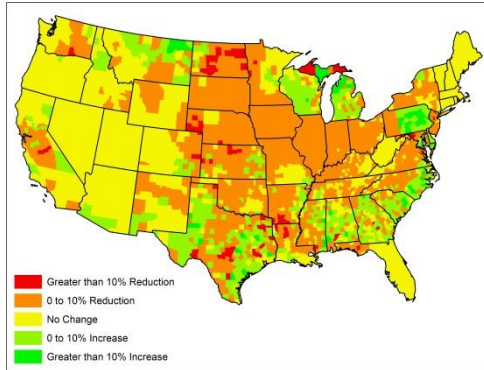 Greater than 10% Reduction
0 to 10% Reduction
No Change
0 to 10% Increase
Greater than 10% Increase